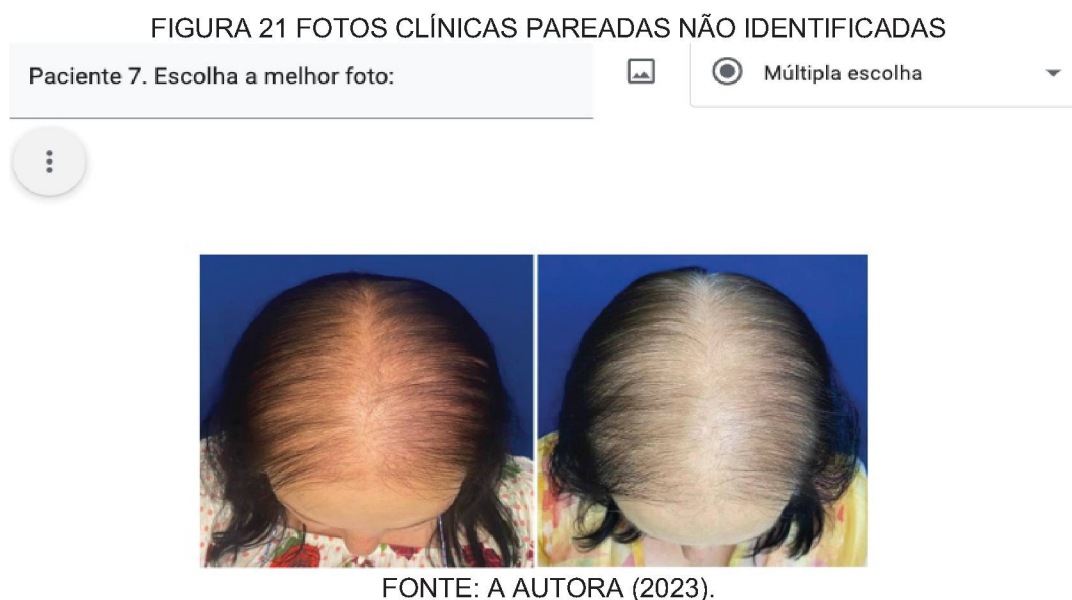 FIGURA 21 FOTOS CLÍNICAS PAREADAS NÃO IDENTIFICADAS
Paciente 7. Escolha a melhor foto:
Múltipla escolha
FONTE: A AUTORA (2023).